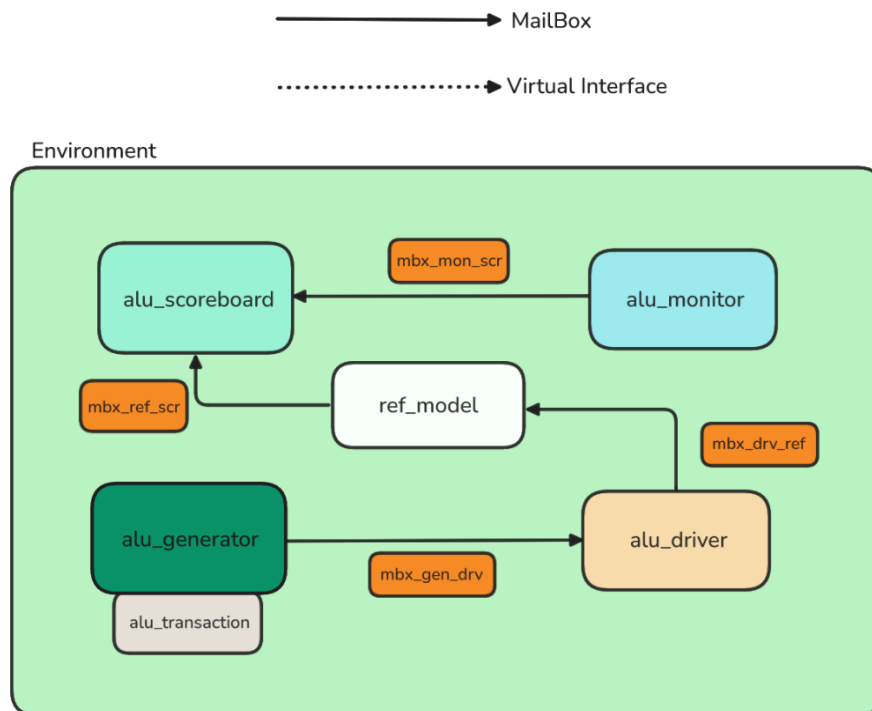 MailBox
Virtual Interface
Environment
mbx_mon_scr
alu_scoreboard
alu_monitor
mbx_ref_scr
ref_model
mbx_drv_ref
alu_generator
alu_driver
mbx_gen_drv
alu_transaction